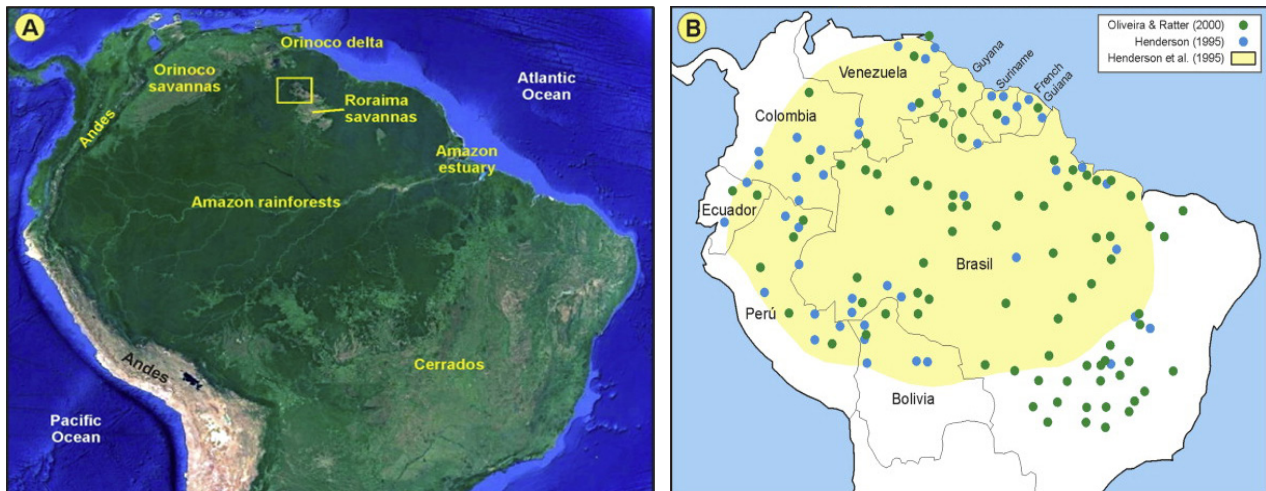 A
Orinoco delta
Orinoco
savannas
Atlantic
Ocean
Roraima
savannas
Andes
Amazon
estuary
Amazon rainforests
Andes
Cerrados
Pacific
Ocean
B
Oliveira & Ratter (2000)
Henderson (1995)
Henderson et al. (1995)
Guyana
Suriname
French
Guiana
Venezuela
Colombia
Ecuador
Brasil
Perú
Bolivia